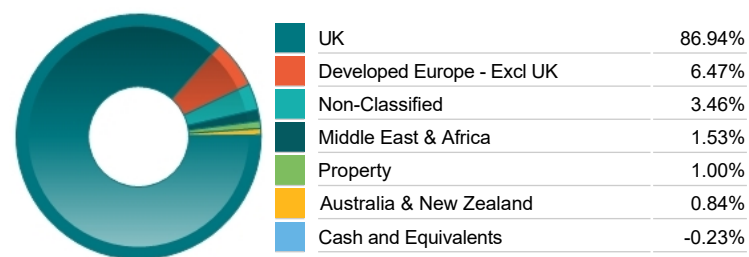 UK 86.94%
Developed Europe - Excl UK 6.47%
Non-Classified 3.46%
Middle East & Africa 1.53%
Property 1.00%
Australia & New Zealand 0.84%
Cash and Equivalents -0.23%